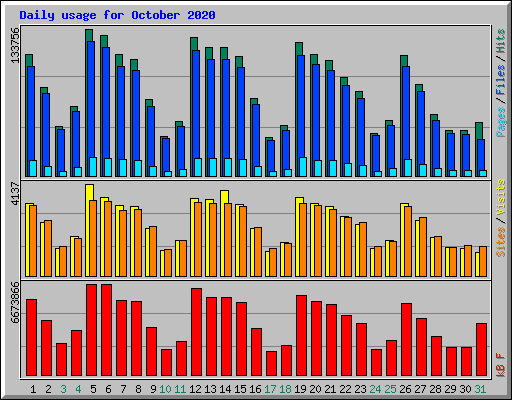 Daily usage for October 2020
133756
Pages / Files / Hits
4137
Sites / Visits
6673866
kB F
1 2 3 4 5 6 7 8 9 10 11 12 13 14 15 16 17 18 19 20 21 22 23 24 25 26 27 28 29 30 31